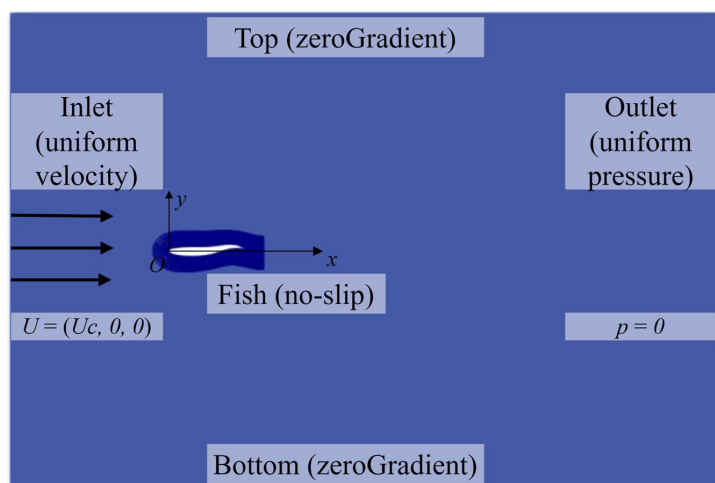 Top (zeroGradient)
Inlet
(uniform
velocity)
Outlet
(uniform
pressure)
y
O
x
Fish (no-slip)
U = (Uc, 0, 0)
p = 0
Bottom (zeroGradient)